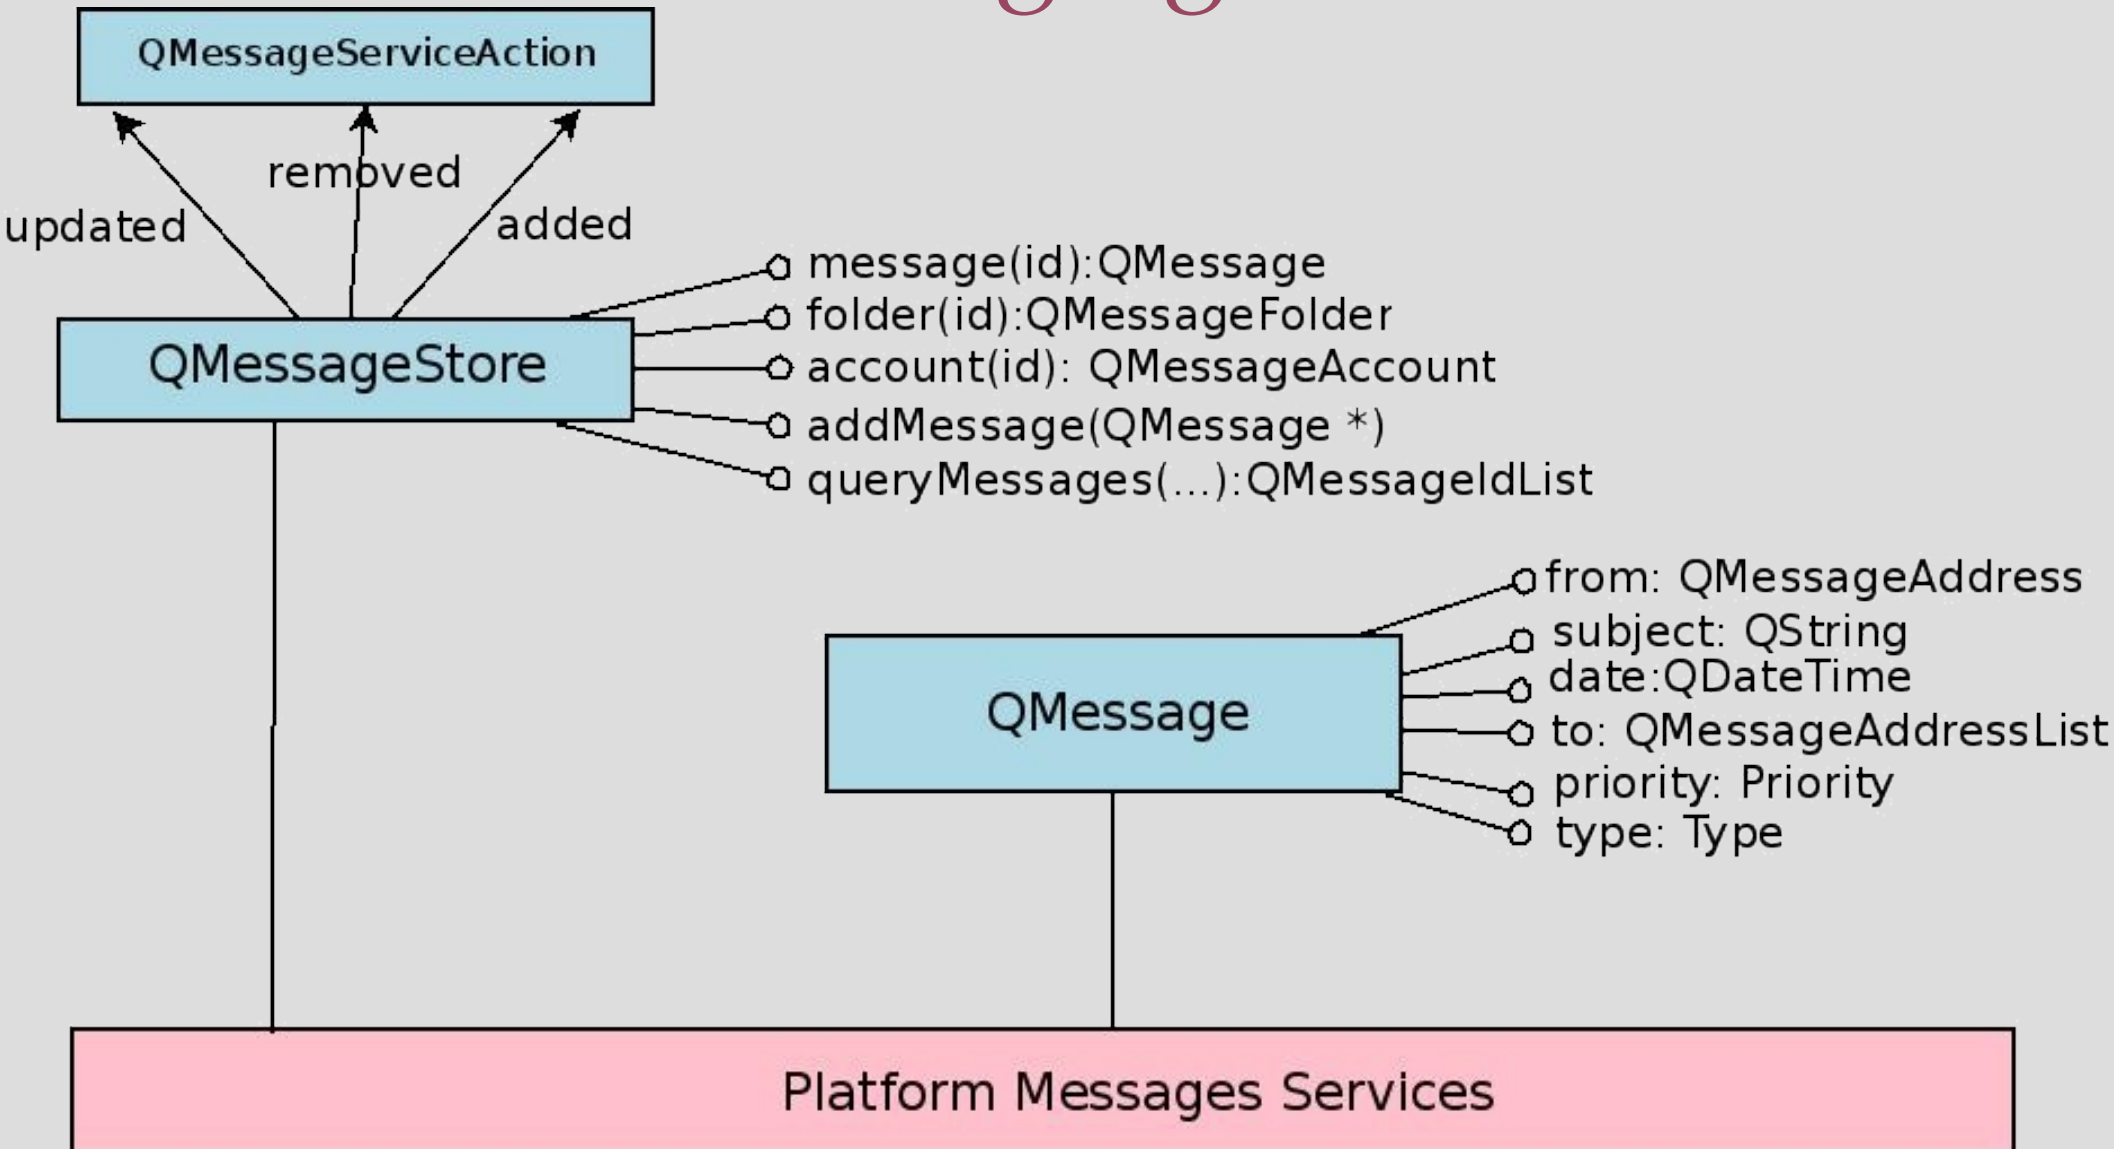 QMessageServiceAction
removed
updated
added
message(id):QMessage
folder(id):QMessageFolder
QMessageStore
account(id): QMessageAccount
addMessage(QMessage *)
queryMessages(...):QMessageIdList
from: QMessageAddress
subject: QString
date:QDateTime
QMessage
to: QMessageAddressList
priority: Priority
type: Type
Platform Messages Services